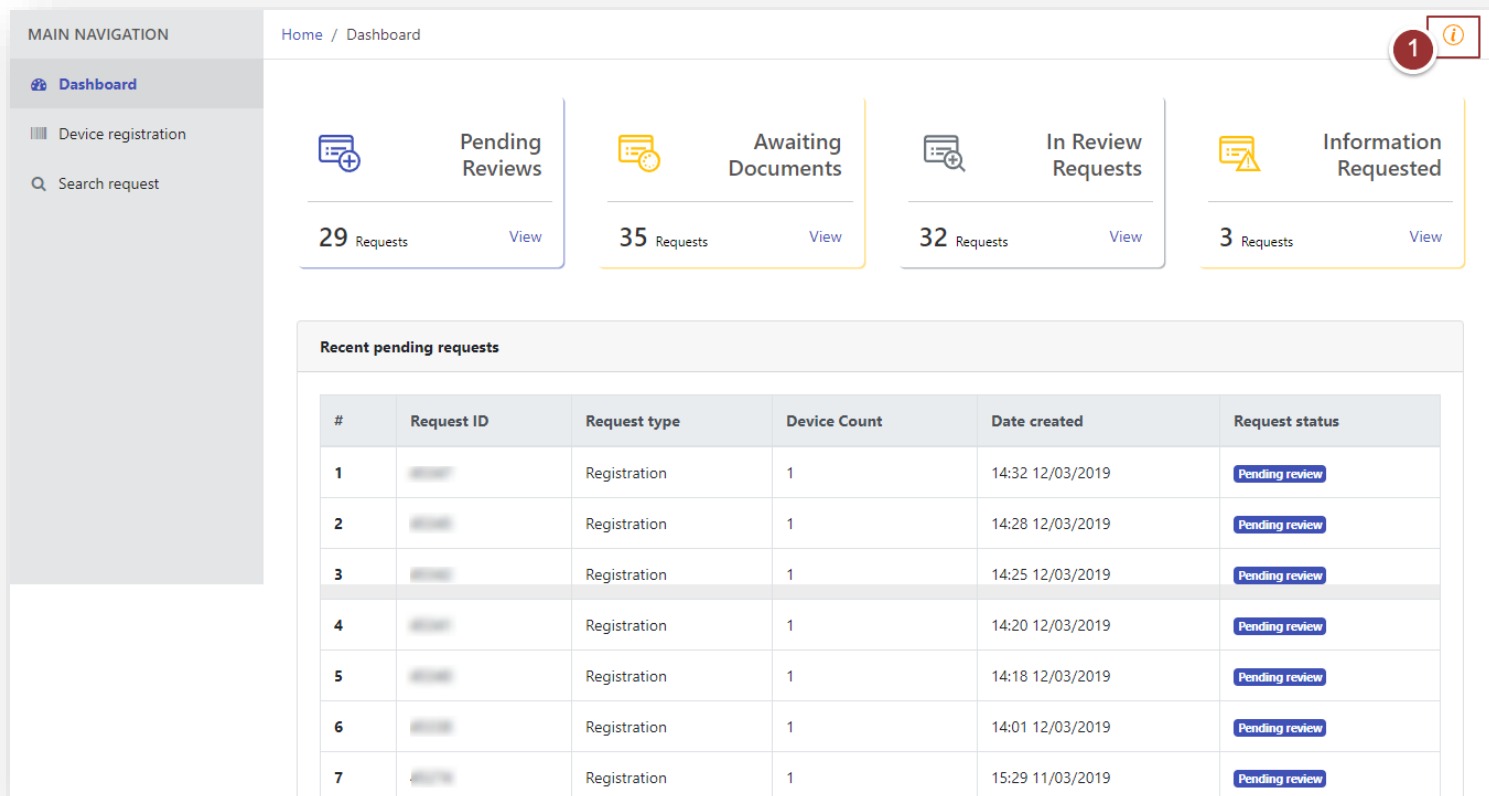 MAIN NAVIGATION
Home / Dashboard
1
i
Dashboard
Device registration
Search request
Pending
Reviews
29 Requests View
Awaiting
Documents
35 Requests View
In Review
Requests
32 Requests View
Information
Requested
3 Requests View
Recent pending requests
# Request ID Request type Device Count Date created Request status
1 Registration 1 14:32 12/03/2019 Pending review
2 Registration 1 14:28 12/03/2019 Pending review
3 Registration 1 14:25 12/03/2019 Pending review
4 Registration 1 14:20 12/03/2019 Pending review
5 Registration 1 14:18 12/03/2019 Pending review
6 Registration 1 14:01 12/03/2019 Pending review
7 Registration 1 15:29 11/03/2019 Pending review